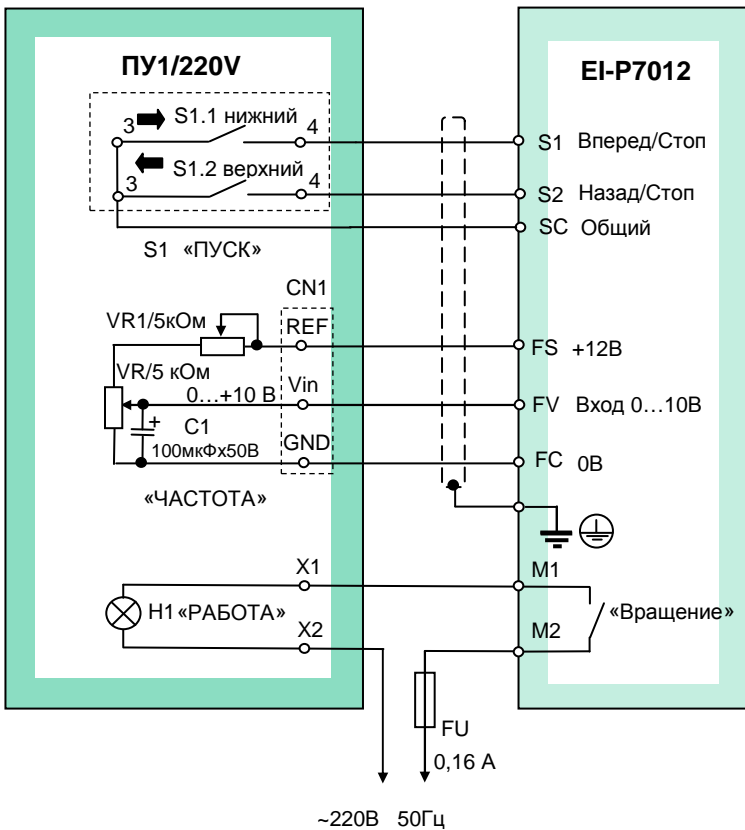 ПУ1/220V
EI-P7012
3 S1.1 нижний 4
S1 Вперед/Стоп
3 S1.2 верхний 4
S2 Назад/Стоп
SC Общий
S1 «ПУСК»
CN1
VR1/5кОм
REF
FS +12В
VR/5 кОм
Vin
0...+10 В
FV Вход 0...10В
+
C1
100мкФх50В
GND
FC 0В
«ЧАСТОТА»
X1
M1
H1 «РАБОТА»
«Вращение»
X2
M2
FU
0,16 А
~220В 50Гц